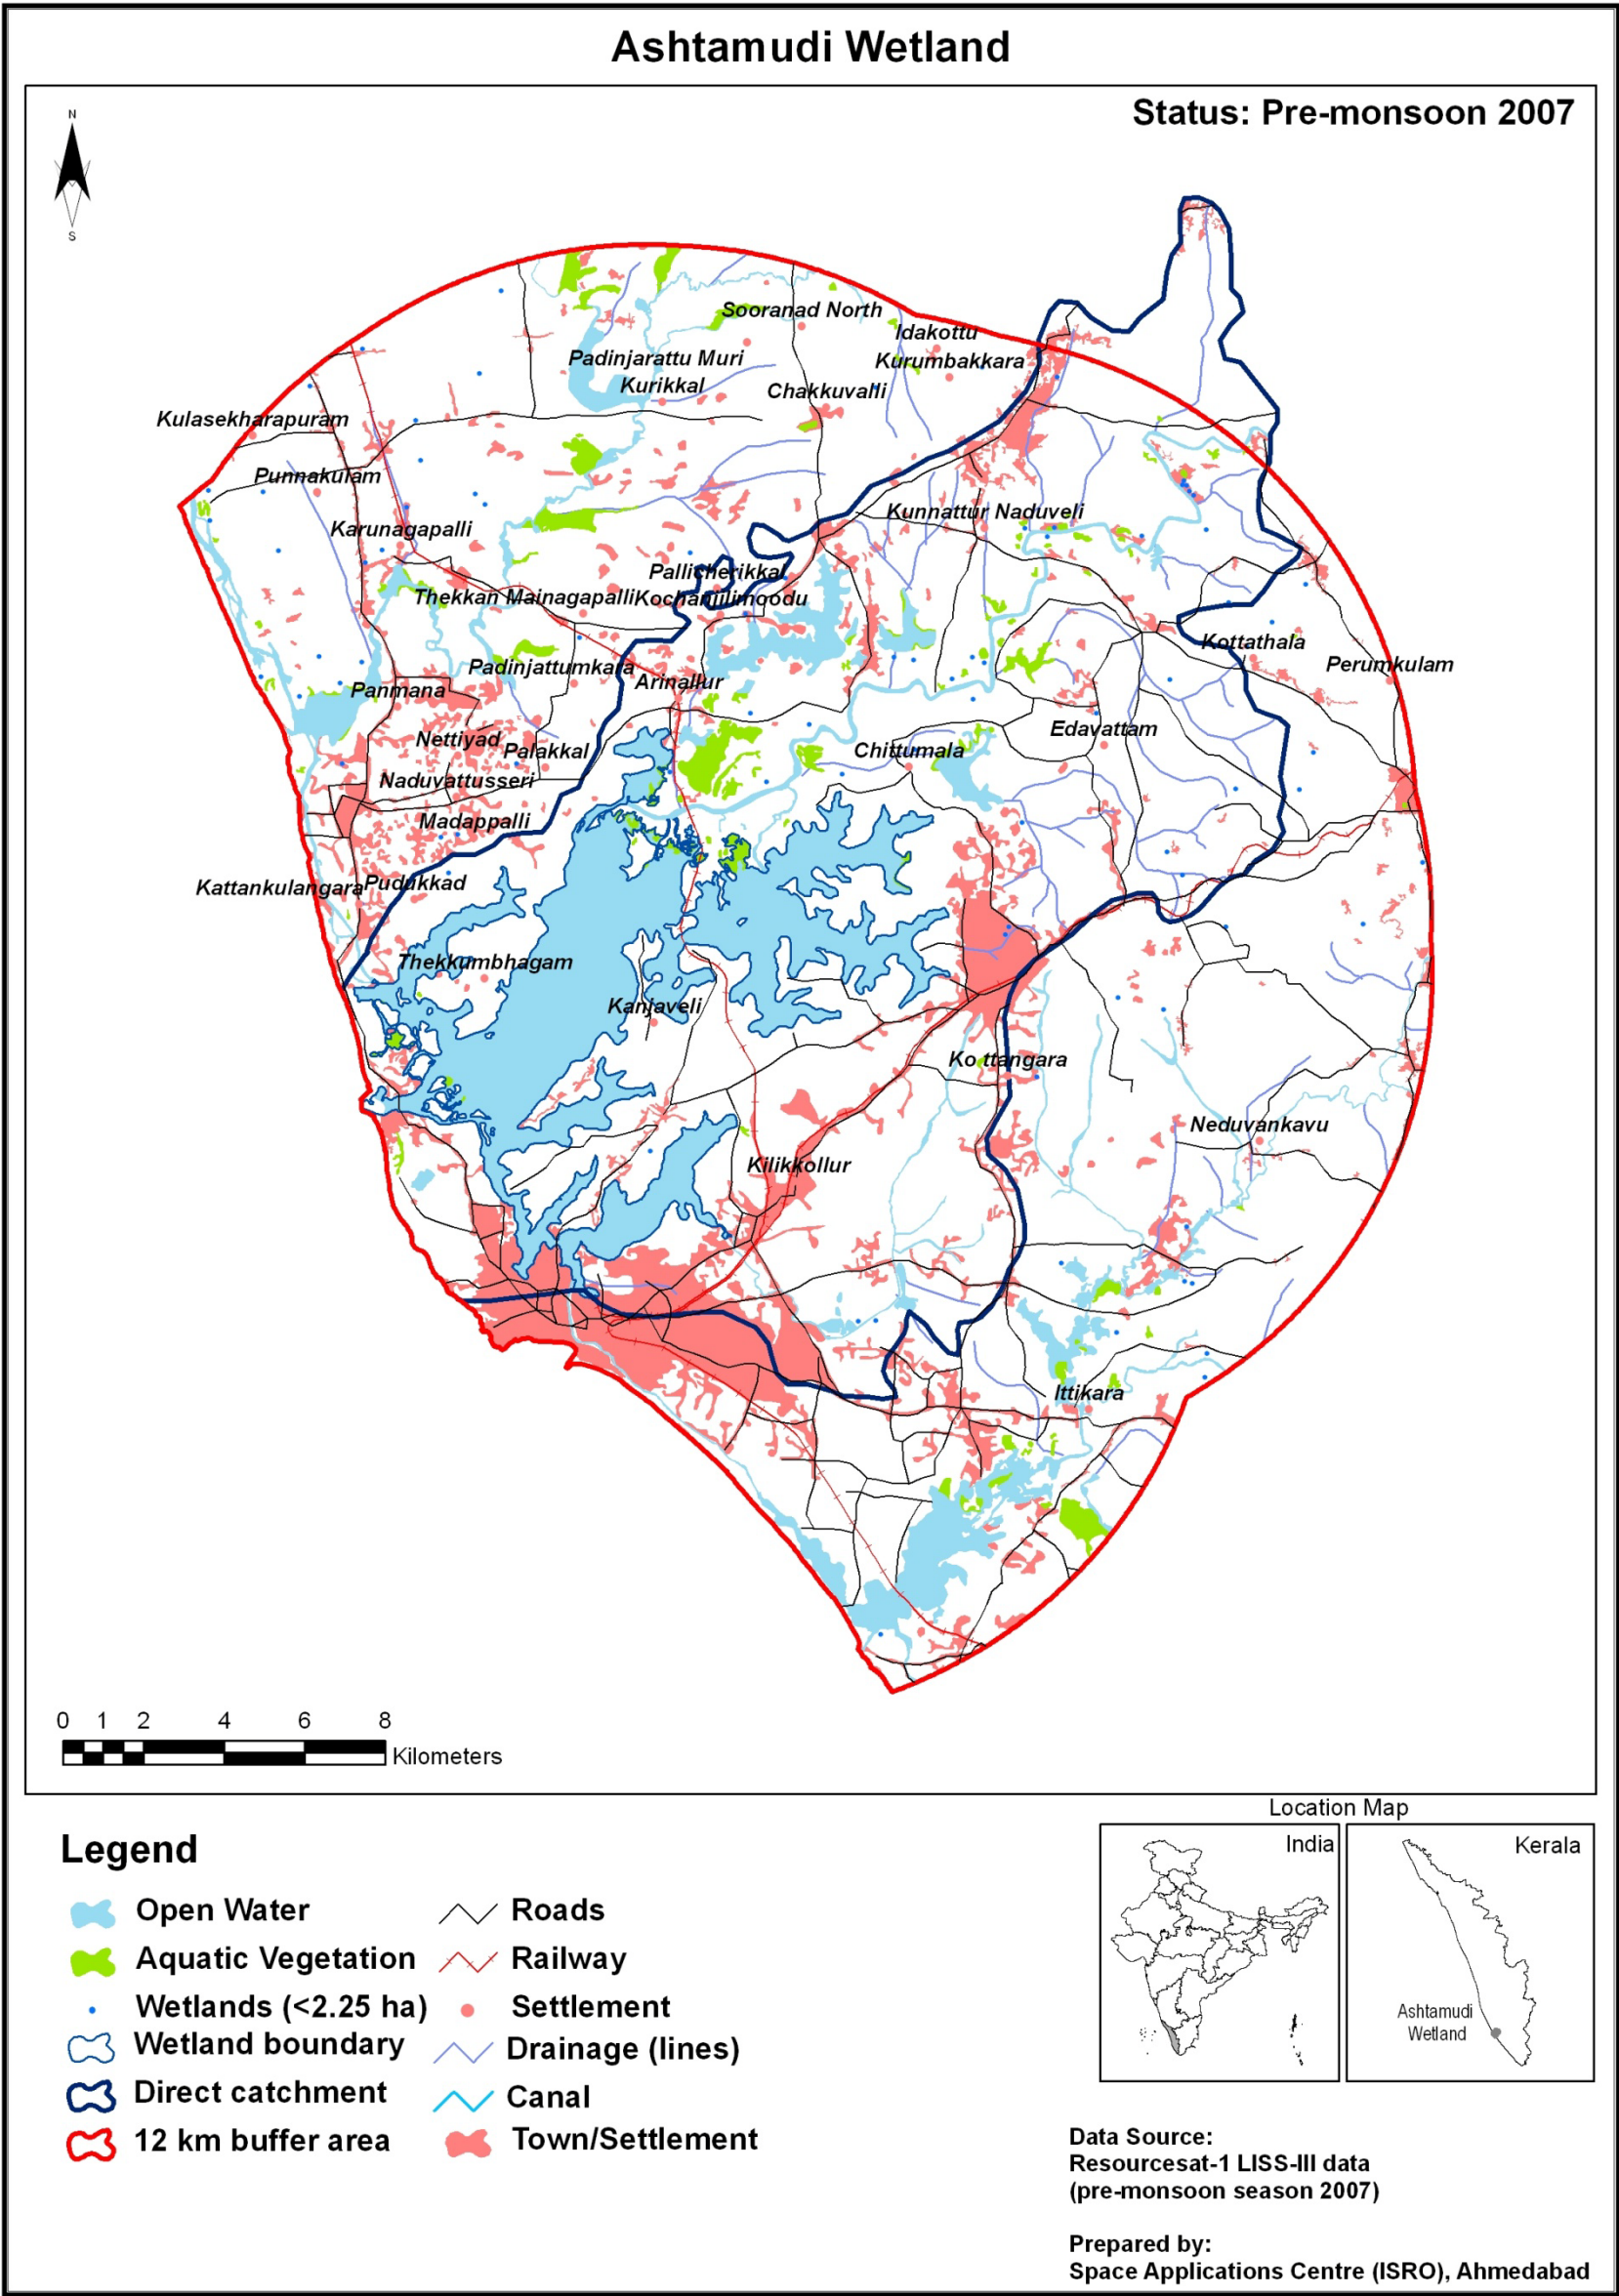 Ashtamudi Wetland
Status: Pre-monsoon 2007
N
S
Sooranad North
Idakottu
Padinjarattu Muri
Kurumbakkara
Kurikkal
Chakkuvalli
Kulasekharapuram
Punnakulam
Kunnattur Naduveli
Karunagapalli
Pallicherikkal
Thekkan Mainagapalli
Kochanjilimoodu
Kottathala
Padinjattumkara
Perumkulam
Arinallur
Panmana
Edavattam
Nettiyad
Palakkal
Chittumala
Naduvattusseri
Madappalli
Kattankulangara
Pudukkad
Thekkumbhagam
Kanjaveli
Kottangara
Neduvankavu
Kilikkollur
Ittikara
0 1 2 4 6 8
Kilometers
Legend
Open Water
Aquatic Vegetation
Wetlands (<2.25 ha)
Wetland boundary
Direct catchment
12 km buffer area
Roads
Railway
Settlement
Drainage (lines)
Canal
Town/Settlement
Location Map
India
Kerala
Ashtamudi
Wetland
Data Source:
Resourcesat-1 LISS-III data
(pre-monsoon season 2007)
Prepared by:
Space Applications Centre (ISRO), Ahmedabad